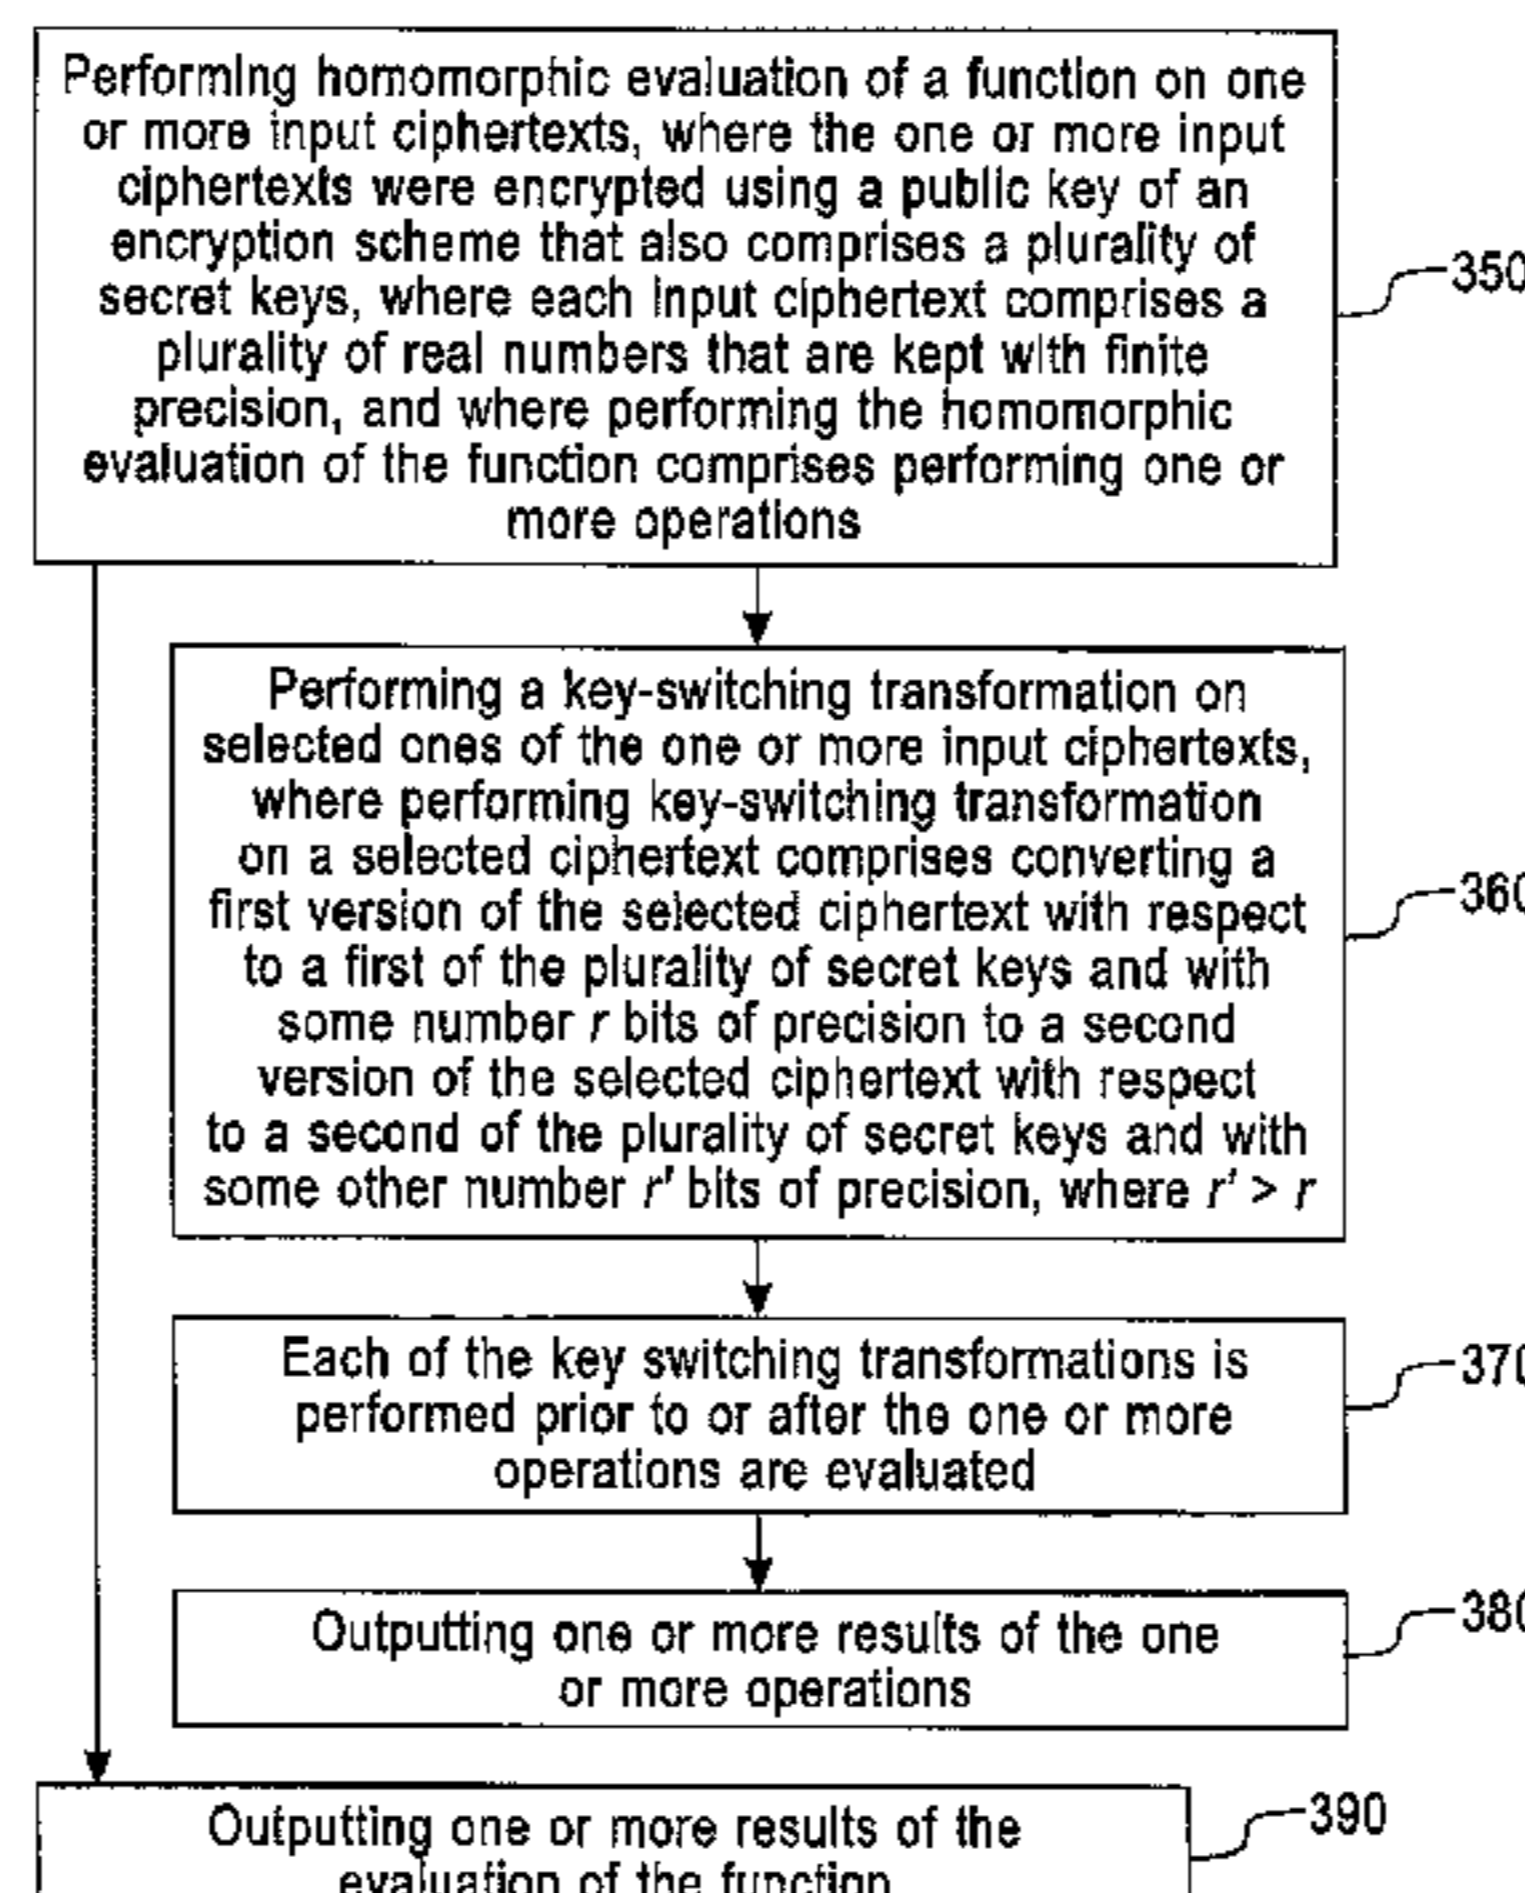 Performing homomorphic evaluation of a function on one
or more input ciphertexts, where the one or more input
ciphertexts were encrypted using a public key of an
encryption scheme that also comprises a plurality of
secret keys, where each input ciphertext comprises a
plurality of real numbers that are kept with finite
precision, and where performing the homomorphic
evaluation of the function comprises performing one or
more operations
350
Performing a key-switching transformation on
selected ones of the one or more input ciphertexts,
where performing key-switching transformation
on a selected ciphertext comprises converting a
first version of the selected ciphertext with respect
to a first of the plurality of secret keys and with
some number r bits of precision to a second
version of the selected ciphertext with respect
to a second of the plurality of secret keys and with
some other number r' bits of precision, where r' > r
360
Each of the key switching transformations is
performed prior to or after the one or more
operations are evaluated
370
Outputting one or more results of the one
or more operations
380
Outputting one or more results of the
evaluation of the function
390